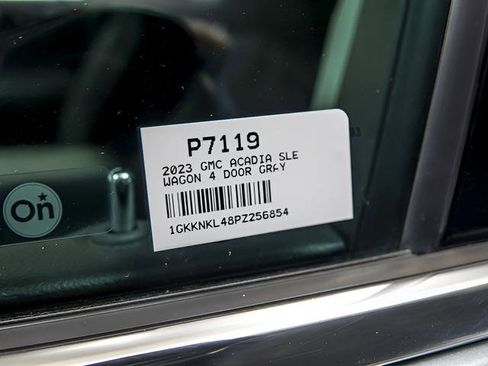 P7119
2023 GMC ACADIA SLE
WAGON 4 DOOR GRAY
1GKKNKL48PZ256854
On